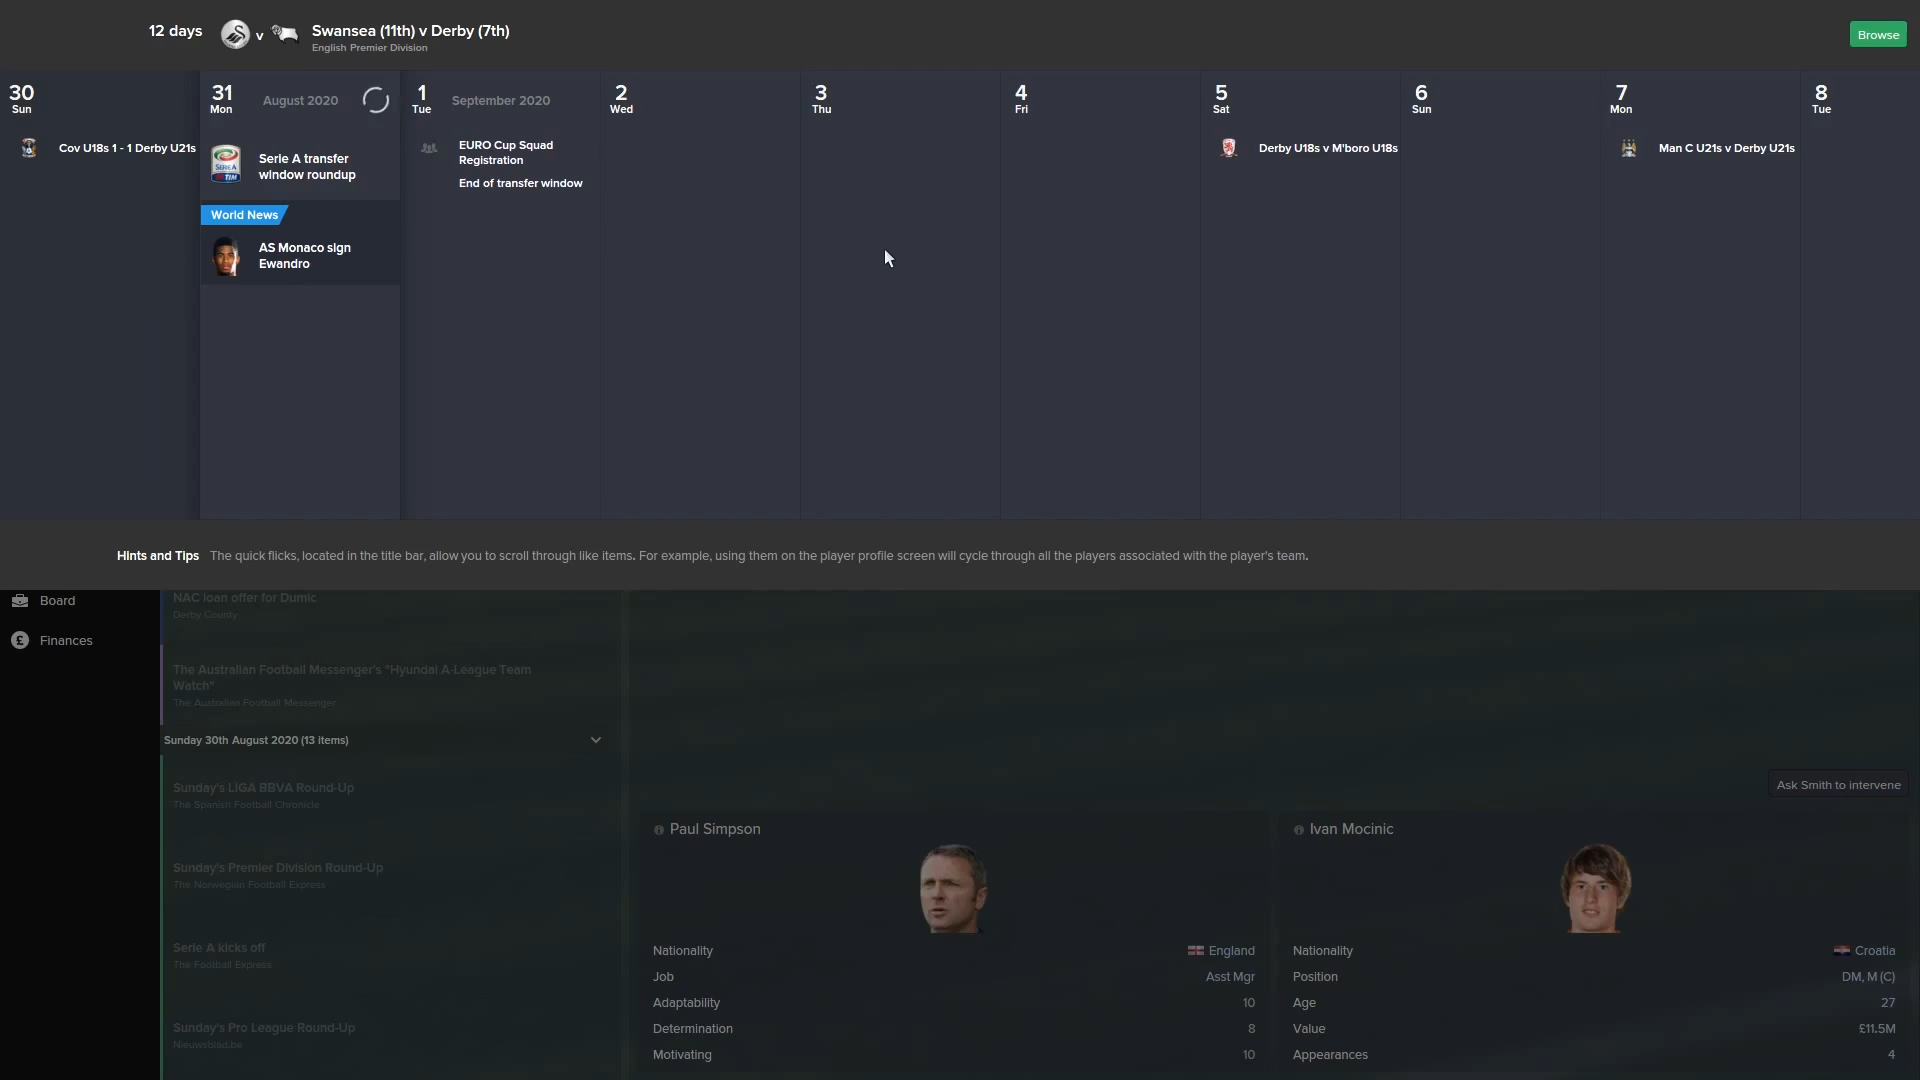 12 days
v
Swansea (11th) v Derby (7th)
English Premier Division
Browse
30
Sun
31
Mon
August 2020
1
Tue
September 2020
2
Wed
3
Thu
4
Fri
5
Sat
6
Sun
7
Mon
8
Tue
Cov U18s 1 - 1 Derby U21s
SERIE A
TIM
Serie A transfer
window roundup
World News
AS Monaco sign
Ewandro
EURO Cup Squad
Registration
End of transfer window
Derby U18s v M'boro U18s
Man C U21s v Derby U21s
Hints and Tips
The quick flicks, located in the title bar, allow you to scroll through like items. For example, using them on the player profile screen will cycle through all the players associated with the player's team.
Board
Finances
NAC loan offer for Dumic
Derby County
The Australian Football Messenger's "Hyundai A-League Team
Watch"
The Australian Football Messenger
Sunday 30th August 2020 (13 items)
Sunday's LIGA BBVA Round-Up
The Spanish Football Chronicle
Sunday's Premier Division Round-Up
The Norwegian Football Express
Serie A kicks off
The Football Express
Sunday's Pro League Round-Up
Nieuwsblad.be
Ask Smith to intervene
Paul Simpson
Nationality
England
Job
Asst Mgr
Adaptability
10
Determination
8
Motivating
10
Ivan Mocinic
Nationality
Croatia
Position
DM, M (C)
Age
27
Value
£11.5M
Appearances
4